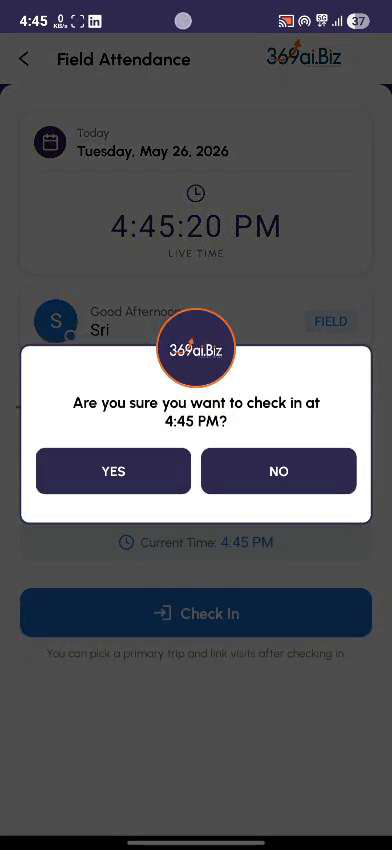 4:45 0 KB/s 5G 37
Field Attendance
369ai.Biz
Today
Tuesday, May 26, 2026
4:45:20 PM
LIVE TIME
S
Good Afternoon
Sri
FIELD
369ai.Biz
Are you sure you want to check in at
4:45 PM?
YES
NO
Current Time: 4:45 PM
Check In
You can pick a primary trip and link visits after checking in